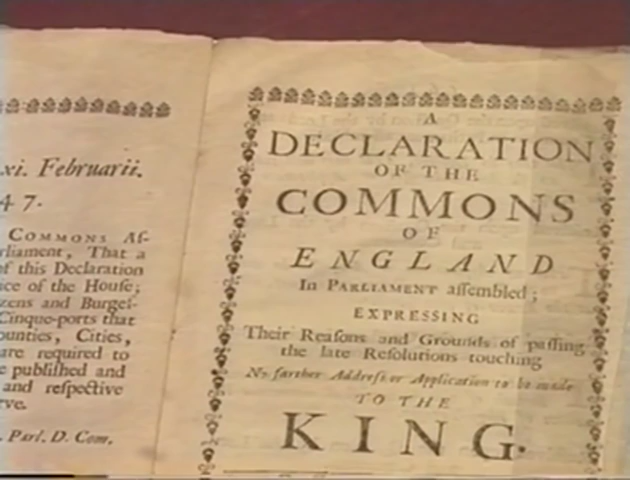 xi. Februarii.
47.
COMMONS Aſ-
rliament, That a
of this Declaration
ice of the Houſe;
zens and Burgeſ-
Cinque-ports that
ounties, Cities,
are required to
e publiſhed and
and reſpective
rve.
. Parl. D. Com.
A
DECLARATION
OF THE
COMMONS
OF
ENGLAND
In PARLIAMENT aſſembled;
EXPRESSING
Their Reaſons and Grounds of paſſing
the late Reſolutions touching
No farther Addreſs or Application to be made
TO THE
KING.